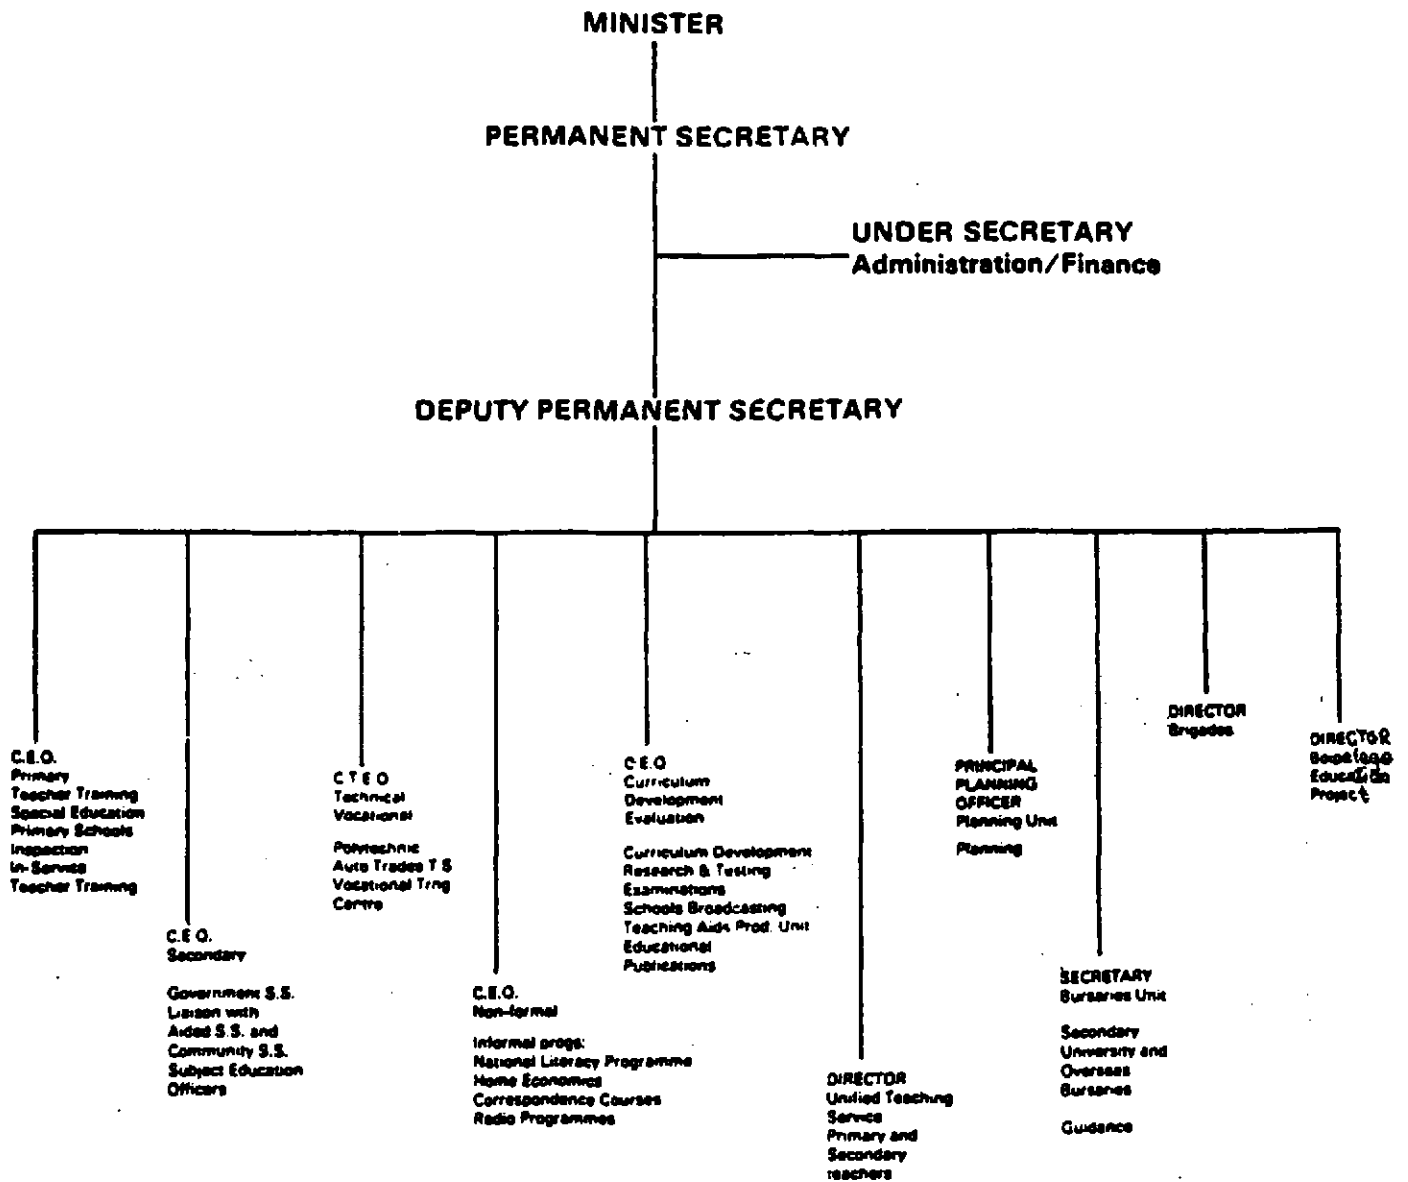 MINISTER
PERMANENT SECRETARY
UNDER SECRETARY
Administration/Finance
DEPUTY PERMANENT SECRETARY
C.E.O.
Primary
Teacher Training
Special Education
Primary Schools
Inspection
In-Service
Teacher Training
C.E.O.
Secondary
Government S.S.
Liaison with
Aided S.S. and
Community S.S.
Subject Education
Officers
C T E O
Technical
Vocational
Polytechnic
Auto Trades T S
Vocational Trng
Centre
C.E.O.
Non-formal
Informal progs:
National Literacy Programme
Home Economics
Correspondence Courses
Radio Programmes
C E O
Curriculum
Development
Evaluation
Curriculum Development
Research & Testing
Examinations
Schools Broadcasting
Teaching Aids Prod. Unit
Educational
Publications
DIRECTOR
Unified Teaching
Service
Primary and
Secondary
teachers
PRINCIPAL
PLANNING
OFFICER
Planning Unit
Planning
SECRETARY
Bursaries Unit
Secondary
University and
Overseas
Bursaries
Guidance
DIRECTOR
Brigades
DIRECTOR
Education
Project